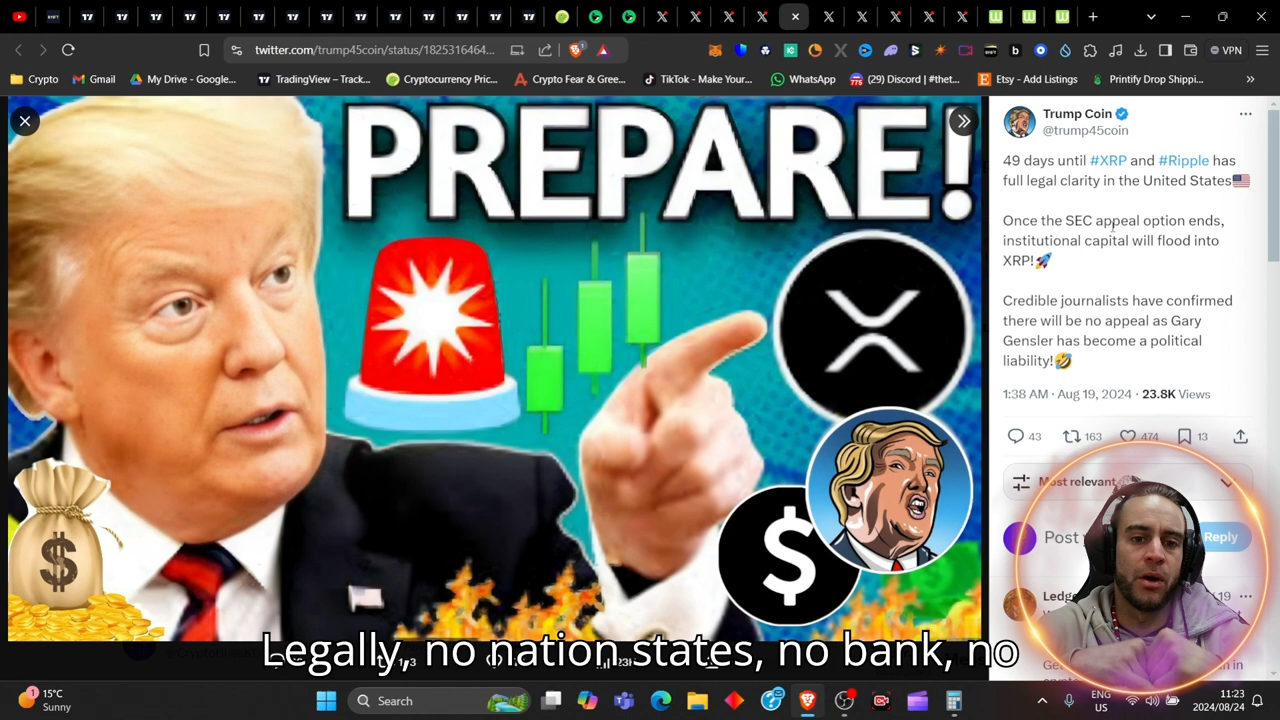 twitter.com/trump45coin/status/1825316464...
VPN
Crypto
Gmail
My Drive - Google...
TradingView – Track...
Cryptocurrency Pric...
Crypto Fear & Gree...
TikTok - Make Your...
WhatsApp
(29) Discord | #thet...
Etsy - Add Listings
Printify Drop Shippi...
PREPARE!
Trump Coin
@trump45coin
49 days until #XRP and #Ripple has
full legal clarity in the United States
Once the SEC appeal option ends,
institutional capital will flood into
XRP!
Credible journalists have confirmed
there will be no appeal as Gary
Gensler has become a political
liability!
1:38 AM · Aug 19, 2024 · 23.8K Views
43
163
474
13
Most relevant
Post
Reply
Legally, no nation states, no bank, no
1
15°C
Sunny
Search
ENG
US
11:23
2024/08/24